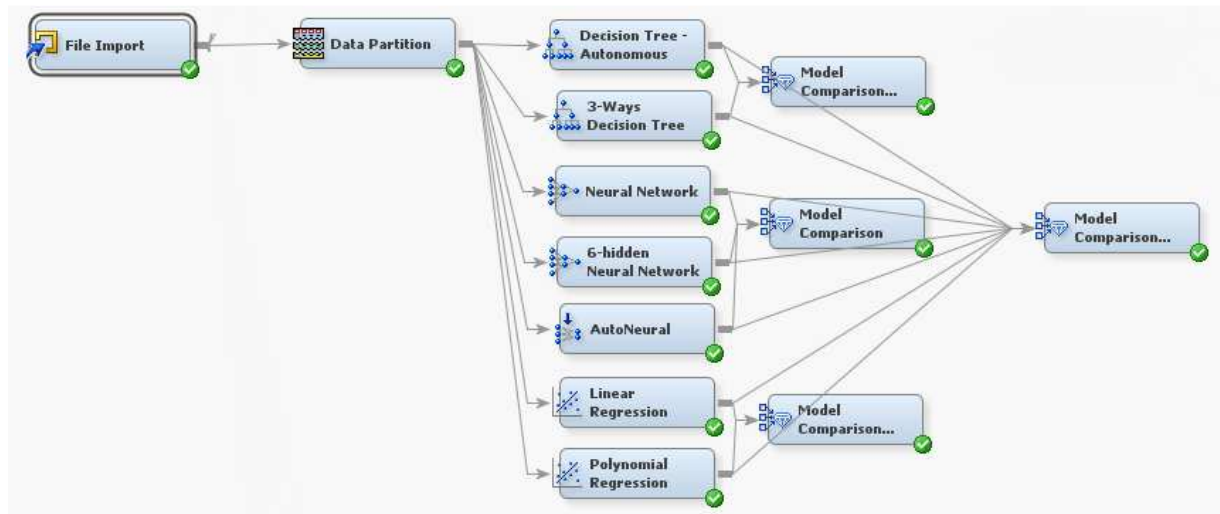 File Import
Data Partition
Decision Tree -
Autonomous
3-Ways
Decision Tree
Neural Network
6-hidden
Neural Network
AutoNeural
Linear
Regression
Polynomial
Regression
Model
Comparison...
Model
Comparison
Model
Comparison...
Model
Comparison...